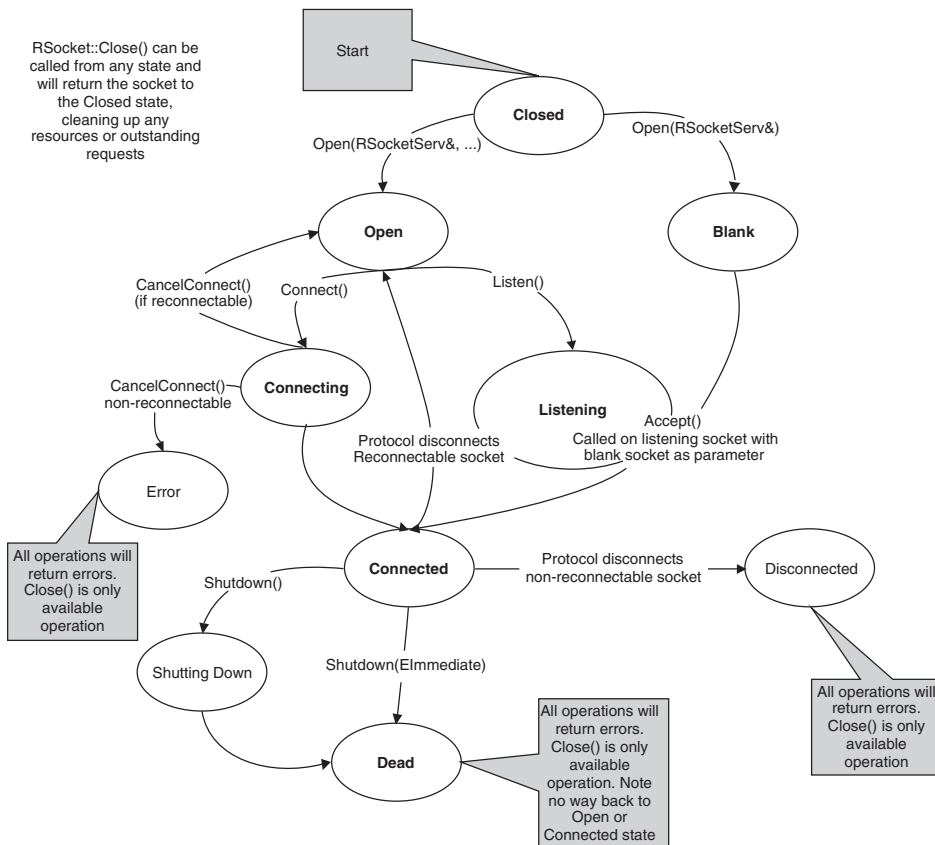 RSocket::Close() can be
called from any state and
will return the socket to
the Closed state,
cleaning up any
resources or outstanding
requests
Start
Closed
Open(RSocketServ&, ...)
Open(RSocketServ&)
Open
Blank
CancelConnect()
(if reconnectable)
Connect()
Listen()
Connecting
CancelConnect()
non-reconnectable
Listening
Accept()
Called on listening socket with
blank socket as parameter
Protocol disconnects
Reconnectable socket
Error
All operations will
return errors.
Close() is only
available
operation
Connected
Protocol disconnects
non-reconnectable socket
Disconnected
Shutdown()
Shutting Down
Shutdown(EImmediate)
All operations will
return errors.
Close() is only
available
operation
Dead
All operations will
return errors.
Close() is only
available
operation. Note
no way back to
Open or
Connected state